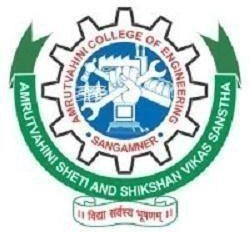 AMRUTVAHINI COLLEGE OF ENGINEERING,
SANGAMNER
AMRUTVAHINI SHETI AND SHIKSHAN VIKAS SANSTHA
॥ विद्या सर्वस्य भूषणम् ॥